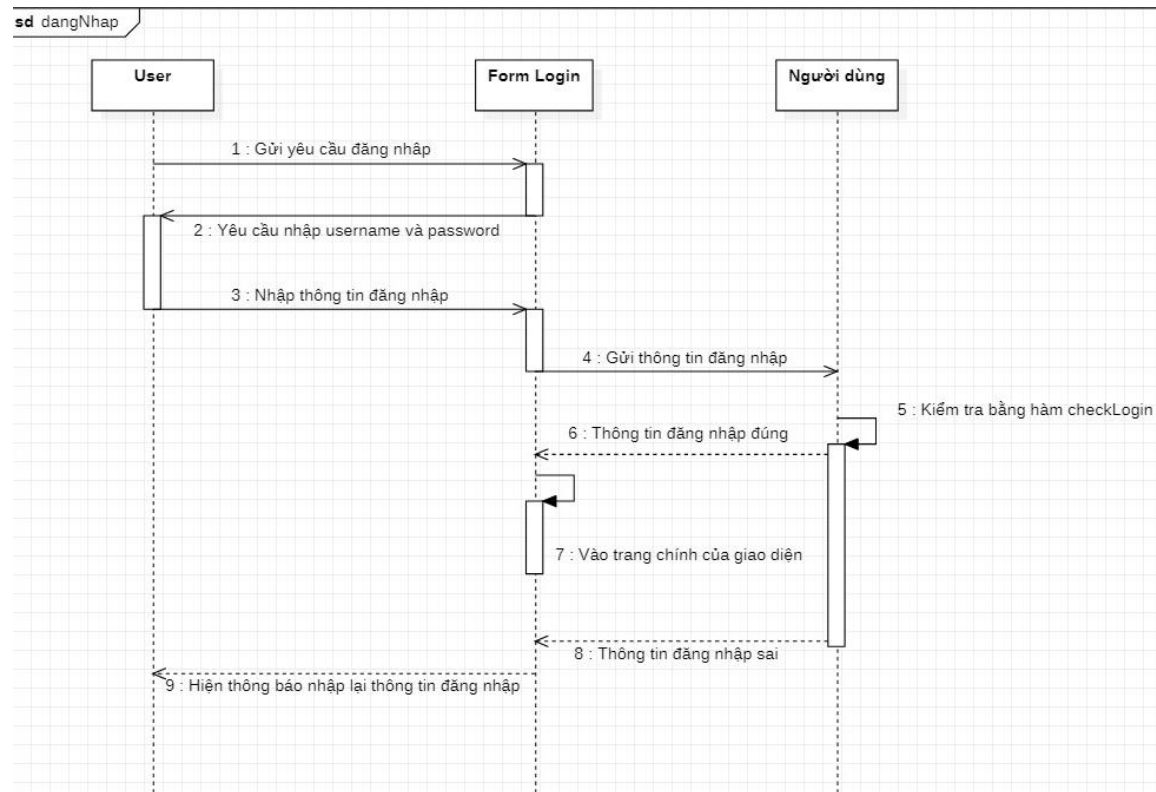 sd dangNhap
User
Form Login
Người dùng
1 : Gửi yêu cầu đăng nhâp
2 : Yêu cầu nhập username và password
3 : Nhập thông tin đăng nhập
4 : Gửi thông tin đăng nhập
5 : Kiểm tra bằng hàm checkLogin
6 : Thông tin đăng nhập đúng
7 : Vào trang chính của giao diện
8 : Thông tin đăng nhập sai
9 : Hiện thông báo nhập lại thông tin đăng nhập